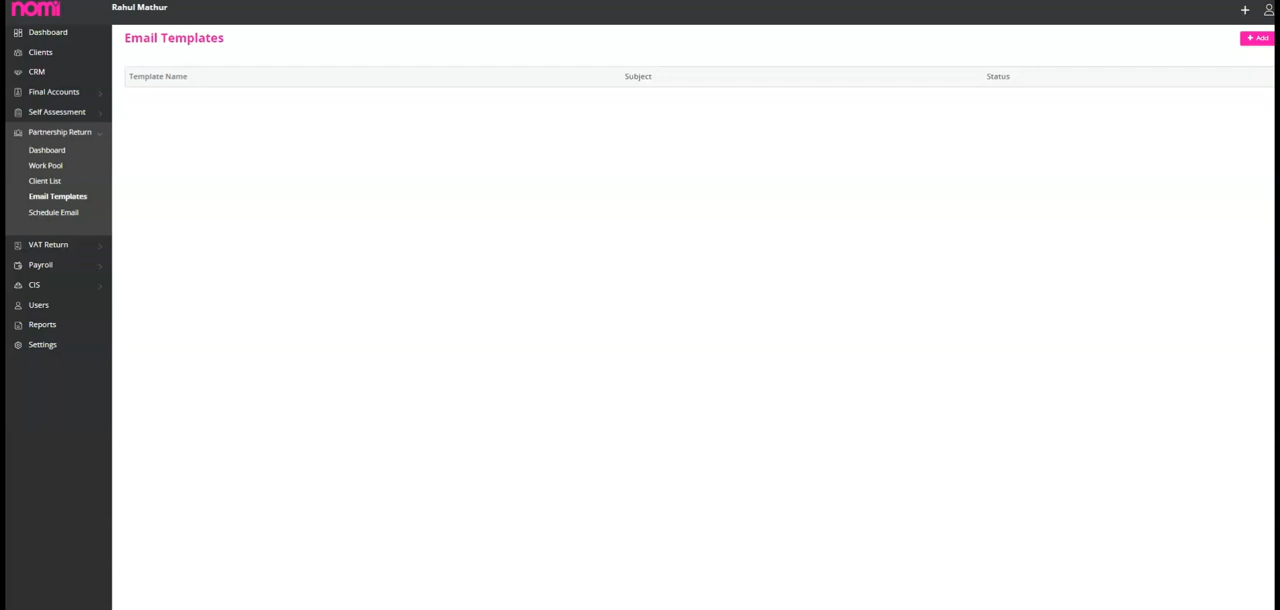 nomi
Rahul Mathur
Dashboard
Clients
CRM
Final Accounts
Self Assessment
Partnership Return
Dashboard
Work Pool
Client List
Email Templates
Schedule Email
VAT Return
Payroll
CIS
Users
Reports
Settings
Email Templates
+ Add
Template Name Subject Status